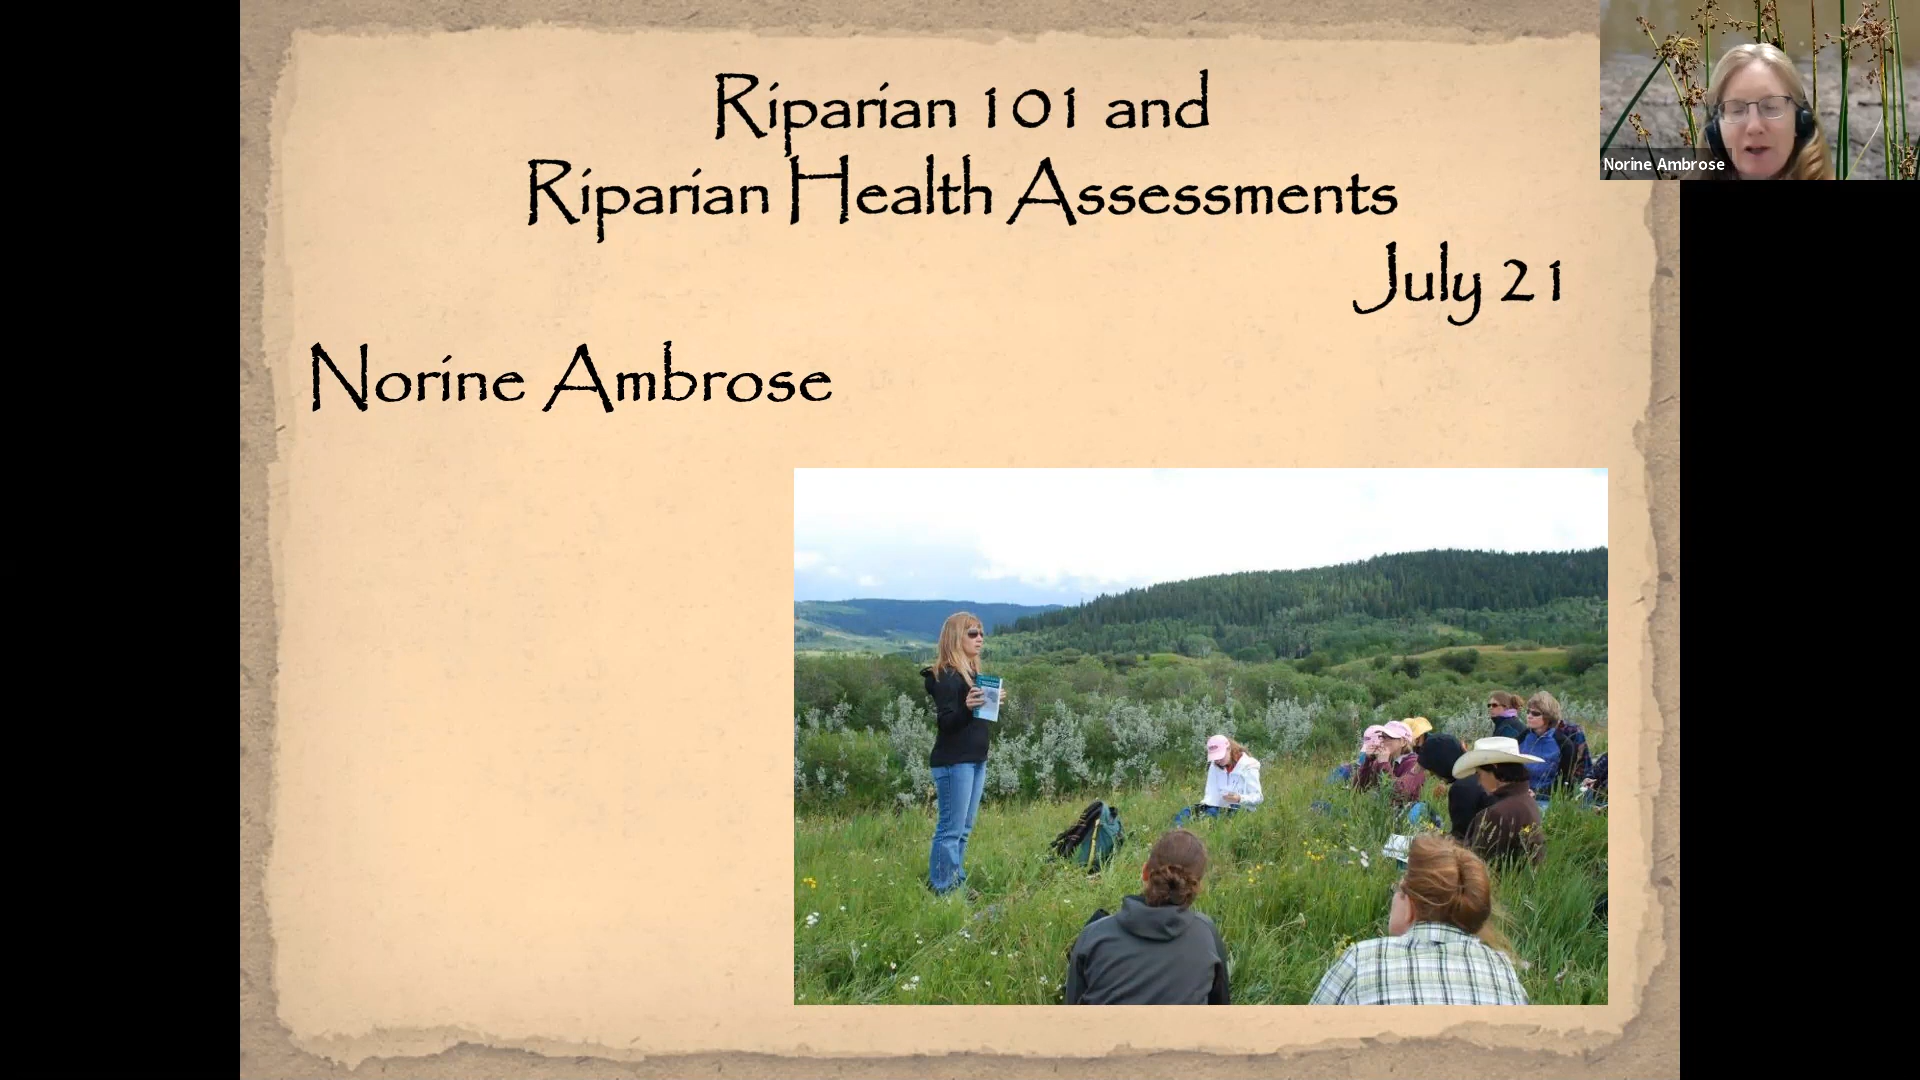 Riparian 101 and
Riparian Health Assessments
July 21
Norine Ambrose
Norine Ambrose